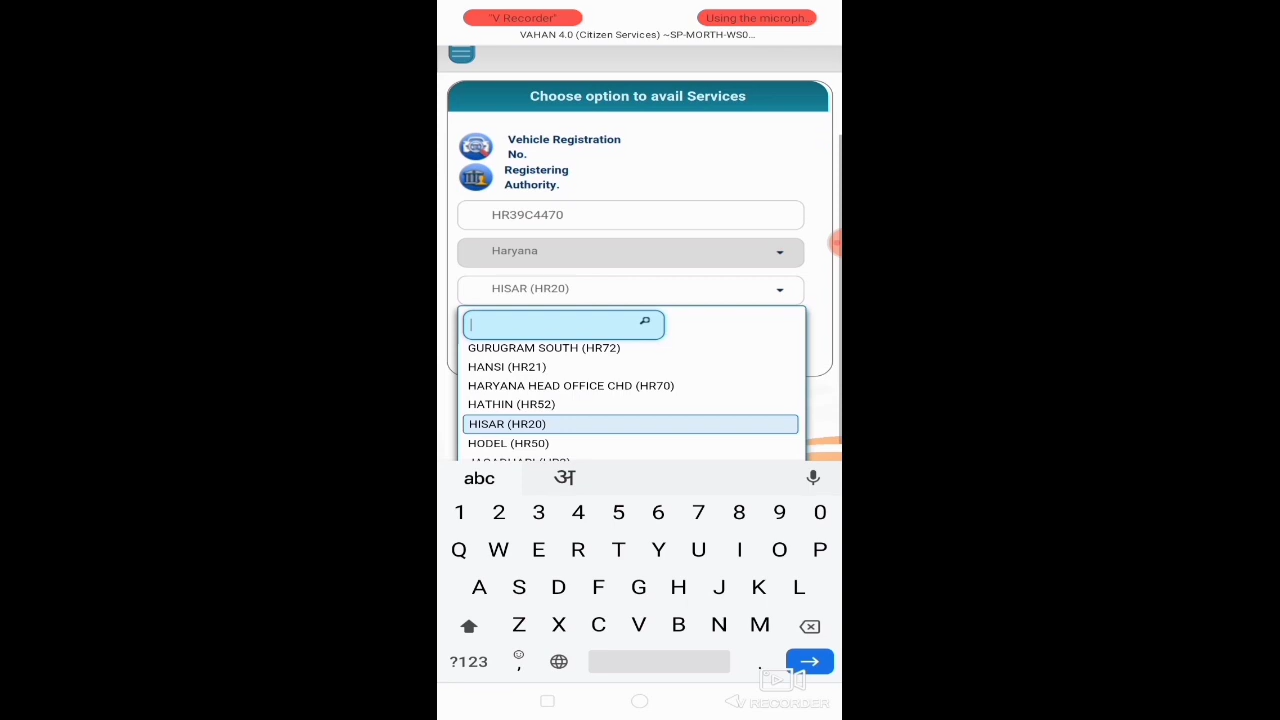 "V Recorder"
Using the microph...
VAHAN 4.0 (Citizen Services) ~SP-MORTH-WS0...
Choose option to avail Services
Vehicle Registration
No.
Registering
Authority.
HR39C4470
Haryana
HISAR (HR20)
GURUGRAM SOUTH (HR72)
HANSI (HR21)
HARYANA HEAD OFFICE CHD (HR70)
HATHIN (HR52)
HISAR (HR20)
HODEL (HR50)
abc अ
1 2 3 4 5 6 7 8 9 0
Q W E R T Y U I O P
A S D F G H J K L
Z X C V B N M
?123 , .
V RECORDER